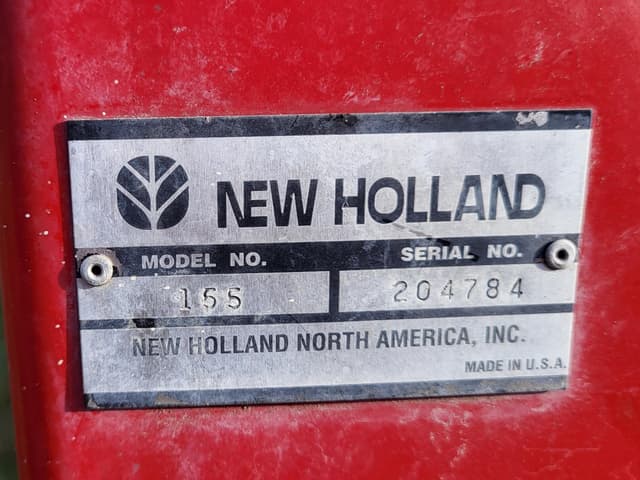 NEW HOLLAND
MODEL NO. SERIAL NO.
155 204784
NEW HOLLAND NORTH AMERICA, INC.
MADE IN U.S.A.